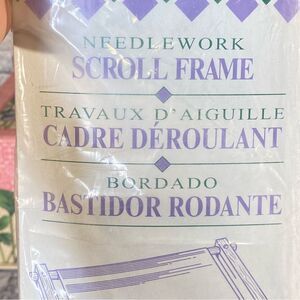 NEEDLEWORK
SCROLL FRAME
TRAVAUX D'AIGUILLE
CADRE DÉROULANT
BORDADO
BASTIDOR RODANTE